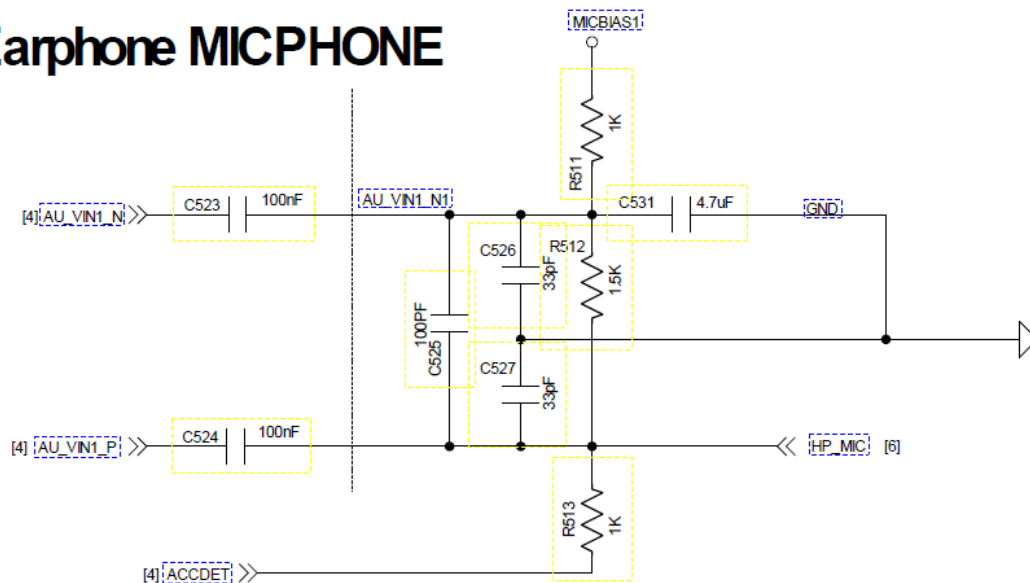 Earphone MICPHONE
MICBIAS1
R511
1K
[4] AU_VIN1_N
C523
100nF
AU_VIN1_N1
C531
4.7uF
GND
C526
33pF
R512
1.5K
100PF
C525
C527
33pF
[4] AU_VIN1_P
C524
100nF
HP_MIC [6]
R513
1K
[4] ACCDET